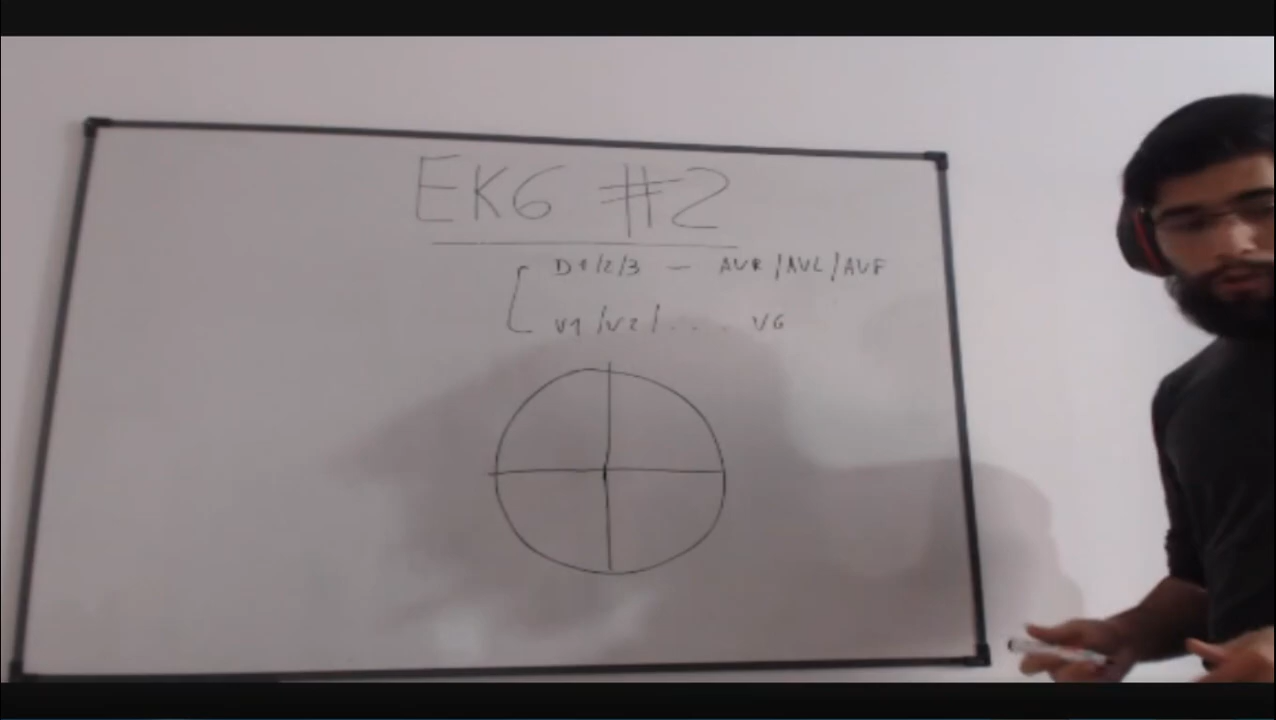 EKG #2
D1/2/3 — AVR/AVL/AVF
V1/V2/.... V6